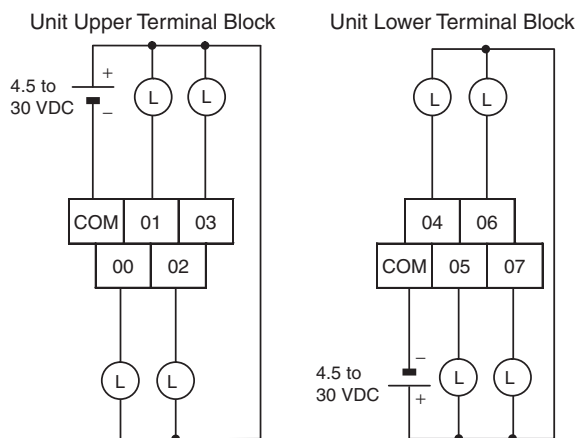 Unit Upper Terminal Block
4.5 to
30 VDC
+
−
L
L
COM 01 03
00 02
L
L
Unit Lower Terminal Block
L
L
04 06
COM 05 07
4.5 to
30 VDC
−
+
L
L